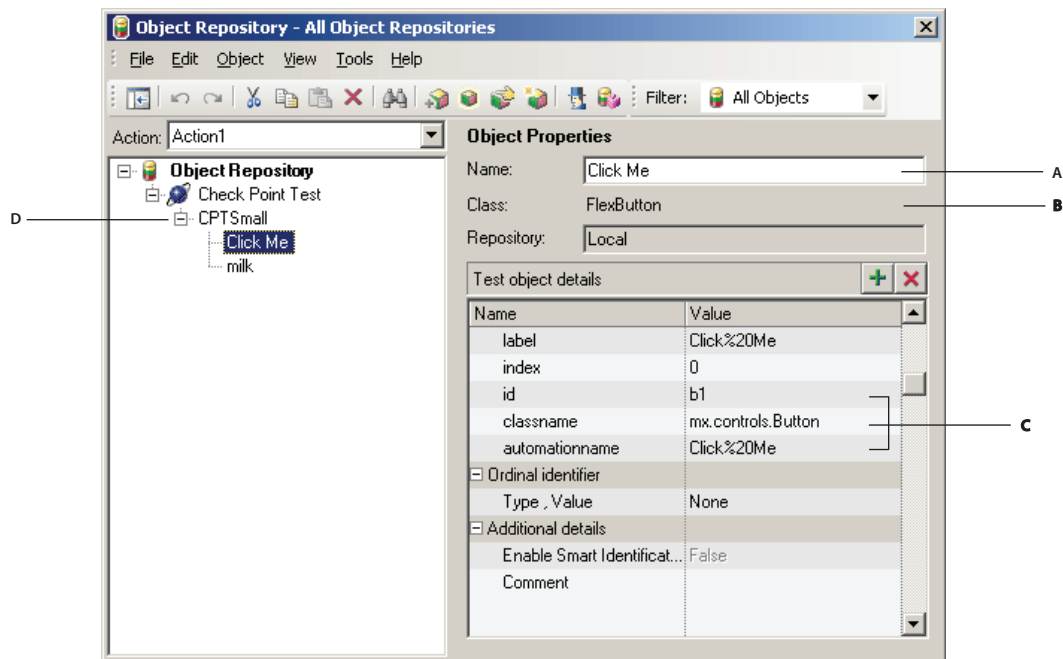 Object Repository - All Object Repositories
File Edit Object View Tools Help
Filter: All Objects
Action: Action1
Object Repository
Check Point Test
CPTSmall
Click Me
milk
Object Properties
Name: Click Me
Class: FlexButton
Repository: Local
Test object details
Name Value
label Click%20Me
index 0
id b1
classname mx.controls.Button
automationname Click%20Me
Ordinal identifier
Type , Value None
Additional details
Enable Smart Identificat... False
Comment
A
B
C
D